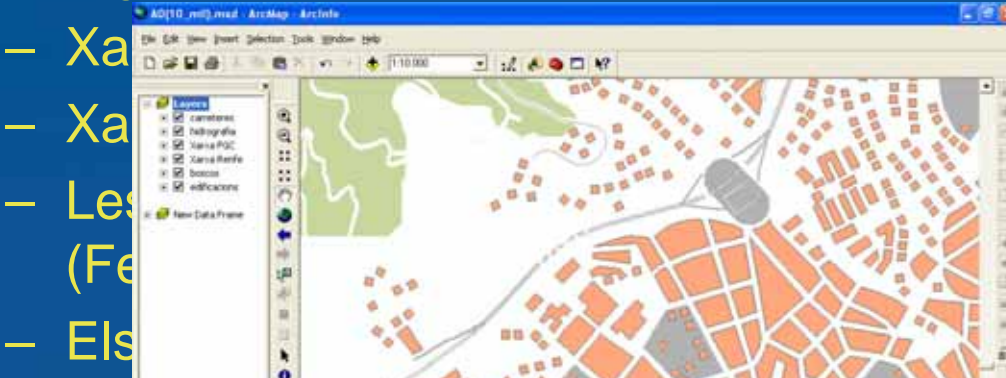 AD(10_mil).mxd - ArcMap - ArcInfo
File Edit View Insert Selection Tools Window Help
1:10.000
– Xa
– Xa
– Les
(Fe
– Els
Layers
carreteres
hidrografia
Xarxa FGC
Xarxa Renfe
boscos
edificacions
New Data Frame